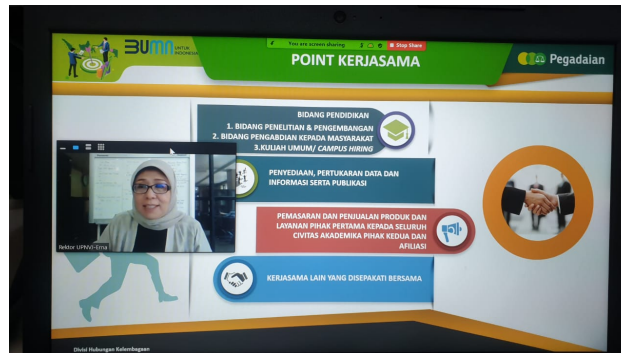 You are screen sharing
Stop Share
BUMN UNTUK
INDONESIA
POINT KERJASAMA
Pegadaian
BIDANG PENDIDIKAN
1. BIDANG PENELITIAN & PENGEMBANGAN
2. BIDANG PENGABDIAN KEPADA MASYARAKAT
3.KULIAH UMUM/ CAMPUS HIRING
PENYEDIAAN, PERTUKARAN DATA DAN
INFORMASI SERTA PUBLIKASI
PEMASARAN DAN PENJUALAN PRODUK DAN
LAYANAN PIHAK PERTAMA KEPADA SELURUH
CIVITAS AKADEMIKA PIHAK KEDUA DAN
AFILIASI
KERJASAMA LAIN YANG DISEPAKATI BERSAMA
Rektor UPNVJ-Erna
Divisi Hubungan Kelembagaan